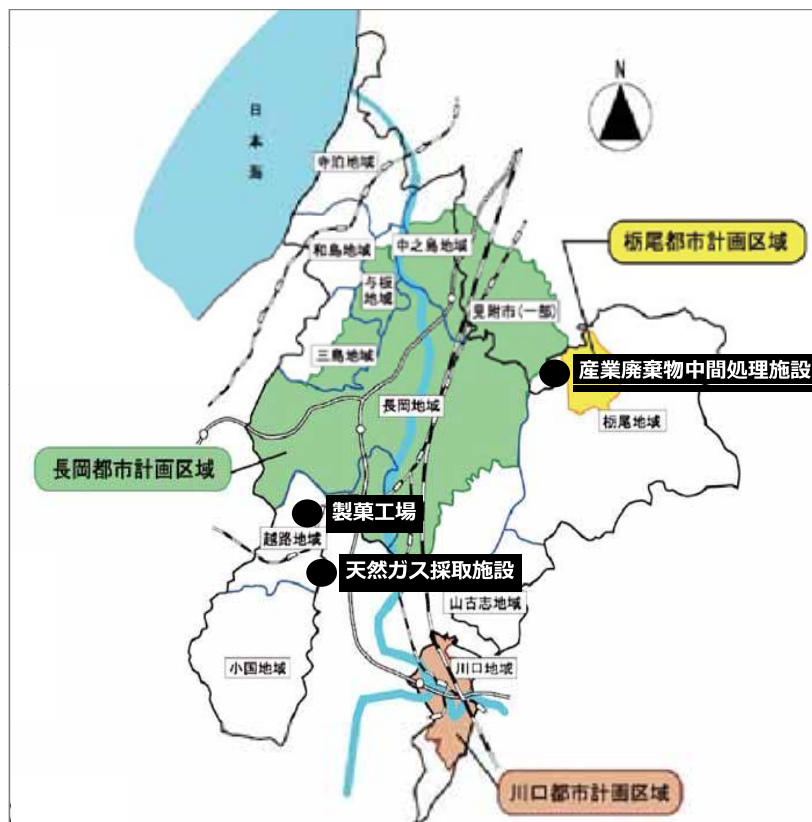 N
日本海
寺泊地域
和島地域
中之島地域
栃尾都市計画区域
与板
地域
見附市(一部)
三島地域
産業廃棄物中間処理施設
長岡地域
栃尾地域
長岡都市計画区域
製菓工場
越路地域
天然ガス採取施設
山古志地域
小国地域
川口地域
川口都市計画区域